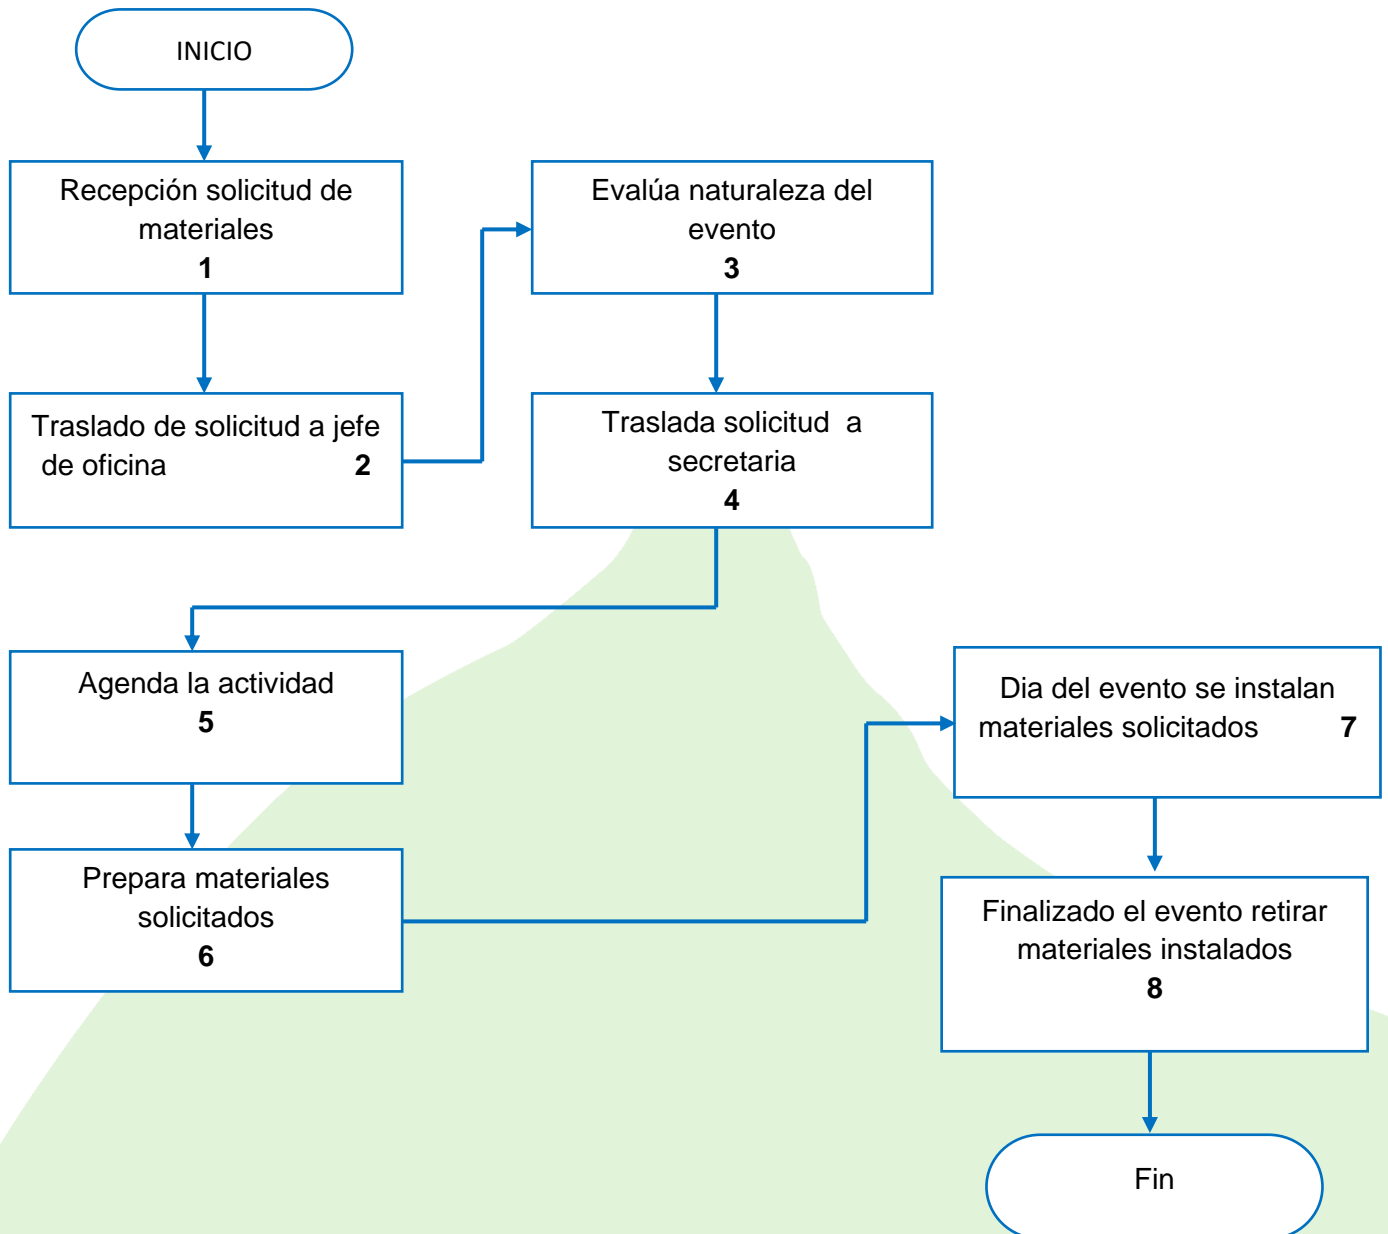 INICIO
Recepción solicitud de
materiales
1
Traslado de solicitud a jefe
de oficina 2
Evalúa naturaleza del
evento
3
Traslada solicitud a
secretaria
4
Agenda la actividad
5
Prepara materiales
solicitados
6
Dia del evento se instalan
materiales solicitados 7
Finalizado el evento retirar
materiales instalados
8
Fin